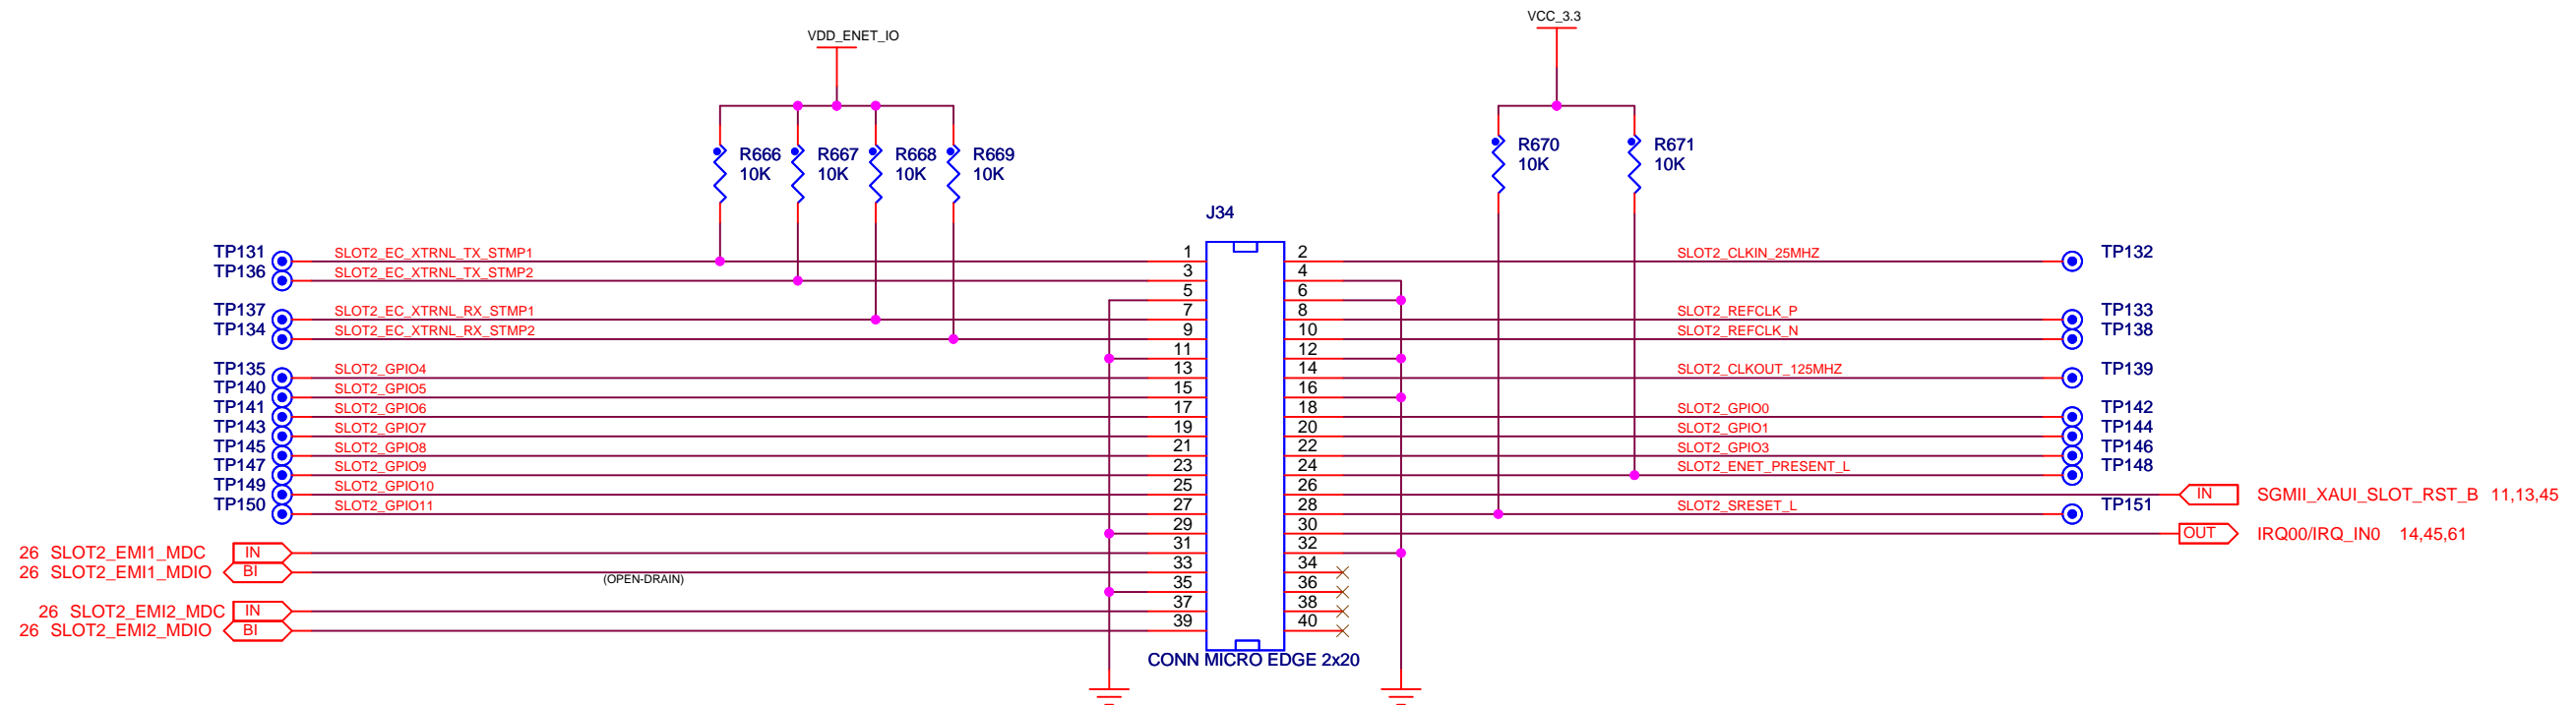 VCC_3.3
VDD_ENET_IO
R666 R667 R668 R669 R670 R671
10K 10K 10K 10K 10K 10K
J34
TP131 SLOT2_EC_XTRNL_TX_STMP1 1 2 SLOT2_CLKIN_25MHZ TP132
TP136 SLOT2_EC_XTRNL_TX_STMP2 3 4
5 6
TP137 SLOT2_EC_XTRNL_RX_STMP1 7 8 SLOT2_REFCLK_P TP133
TP134 SLOT2_EC_XTRNL_RX_STMP2 9 10 SLOT2_REFCLK_N TP138
11 12
TP135 SLOT2_GPIO4 13 14 SLOT2_CLKOUT_125MHZ TP139
TP140 SLOT2_GPIO5 15 16
TP141 SLOT2_GPIO6 17 18 SLOT2_GPIO0 TP142
TP143 SLOT2_GPIO7 19 20 SLOT2_GPIO1 TP144
TP145 SLOT2_GPIO8 21 22 SLOT2_GPIO3 TP146
TP147 SLOT2_GPIO9 23 24 SLOT2_ENET_PRESENT_L TP148
TP149 SLOT2_GPIO10 25 26 IN SGMII_XAUI_SLOT_RST_B 11,13,45
TP150 SLOT2_GPIO11 27 28 SLOT2_SRESET_L TP151
29 30 OUT IRQ00/IRQ_IN0 14,45,61
26 SLOT2_EMI1_MDC IN 31 32
26 SLOT2_EMI1_MDIO BI (OPEN-DRAIN) 33 34
35 36
26 SLOT2_EMI2_MDC IN 37 38
26 SLOT2_EMI2_MDIO BI 39 40
CONN MICRO EDGE 2x20